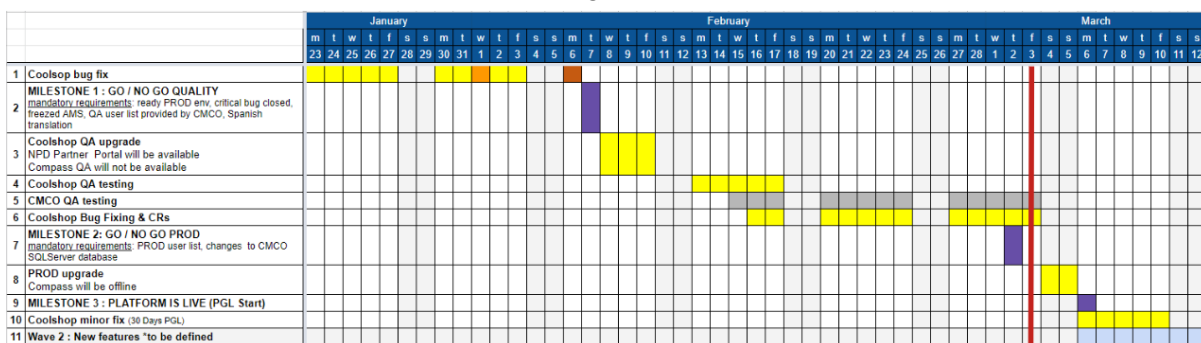 January February March
m t w t f s s m t w t f s s m t w t f s s m t w t f s s m t w t f s s m t w t f s s m t w t f s s
23 24 25 26 27 28 29 30 31 1 2 3 4 5 6 7 8 9 10 11 12 13 14 15 16 17 18 19 20 21 22 23 24 25 26 27 28 1 2 3 4 5 6 7 8 9 10 11 12
1 Coolsop bug fix
MILESTONE 1 : GO / NO GO QUALITY
2 mandatory requirements: ready PROD env, critical bug closed,
freezed AMS, QA user list provided by CMCO, Spanish
translation
Coolshop QA upgrade
3 NPD Partner Portal will be available
Compass QA will not be available
4 Coolshop QA testing
5 CMCO QA testing
6 Coolshop Bug Fixing & CRs
MILESTONE 2: GO / NO GO PROD
7 mandatory requirements: PROD user list, changes to CMCO
SQLServer database
8 PROD upgrade
Compass will be offline
9 MILESTONE 3 : PLATFORM IS LIVE (PGL Start)
10 Coolshop minor fix (30 Days PGL)
11 Wave 2 : New features *to be defined